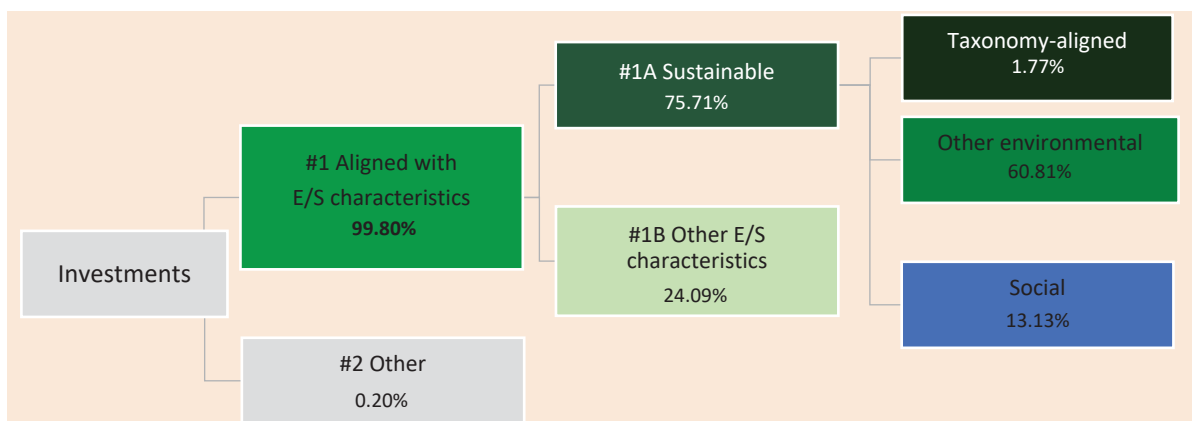 Investments
#1 Aligned with
E/S characteristics
99.80%
#2 Other
0.20%
#1A Sustainable
75.71%
#1B Other E/S
characteristics
24.09%
Taxonomy-aligned
1.77%
Other environmental
60.81%
Social
13.13%